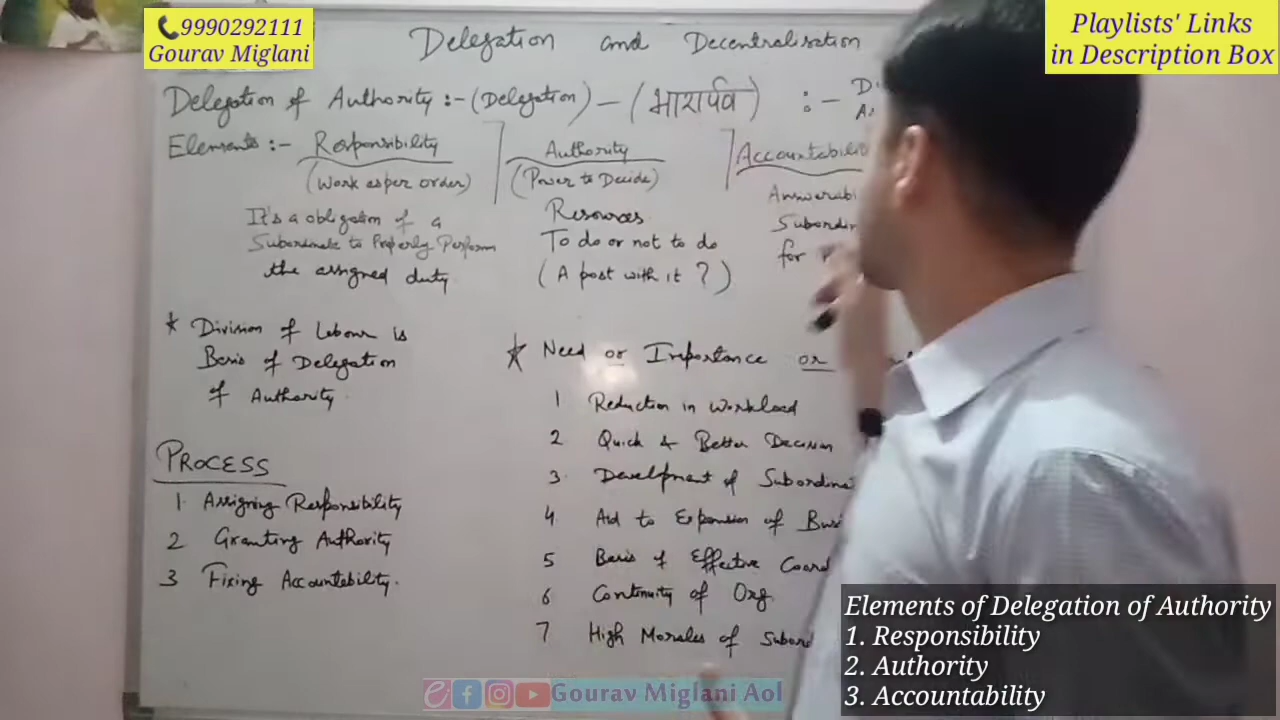 9990292111
Gourav Miglani
Playlists' Links
in Description Box
Delegation and Decentralisation
Delegation of Authority :- (Delegation) - (भारार्पव) :-
Elements :- Responsibility
(Work as per order)
It's a obligation of a
Subordinate to Properly Perform
the assigned duty
Authority
(Power to Decide)
Resources
To do or not to do
(A post with it ?)
Accountabili
Answerabi
Subordin
for
* Division of Labour is
Basis of Delegation
of Authority
PROCESS
1. Assigning Responsibility
2 Granting Authority
3 Fixing Accountability.
* Need or Importance or
1 Reduction in Workload
2 Quick & Better Decision
3. Develpment of Subordinat
4 Aid to Expansion of Busi
5 Basis of Effective Coord
6 Continuity of Org.
7 High Morales of Subord
Elements of Delegation of Authority
1. Responsibility
2. Authority
3. Accountability
Gourav Miglani Aol